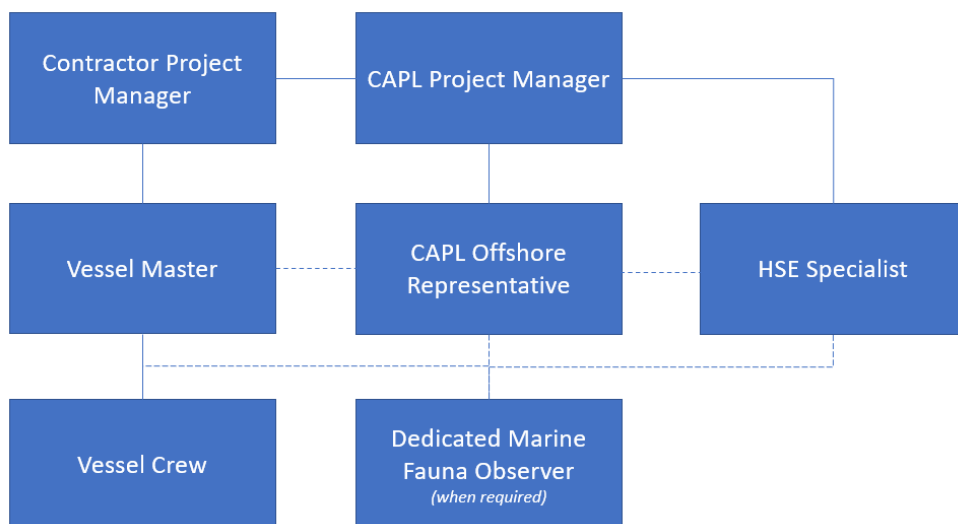 Contractor Project
Manager
CAPL Project Manager
Vessel Master
CAPL Offshore
Representative
HSE Specialist
Vessel Crew
Dedicated Marine
Fauna Observer
(when required)